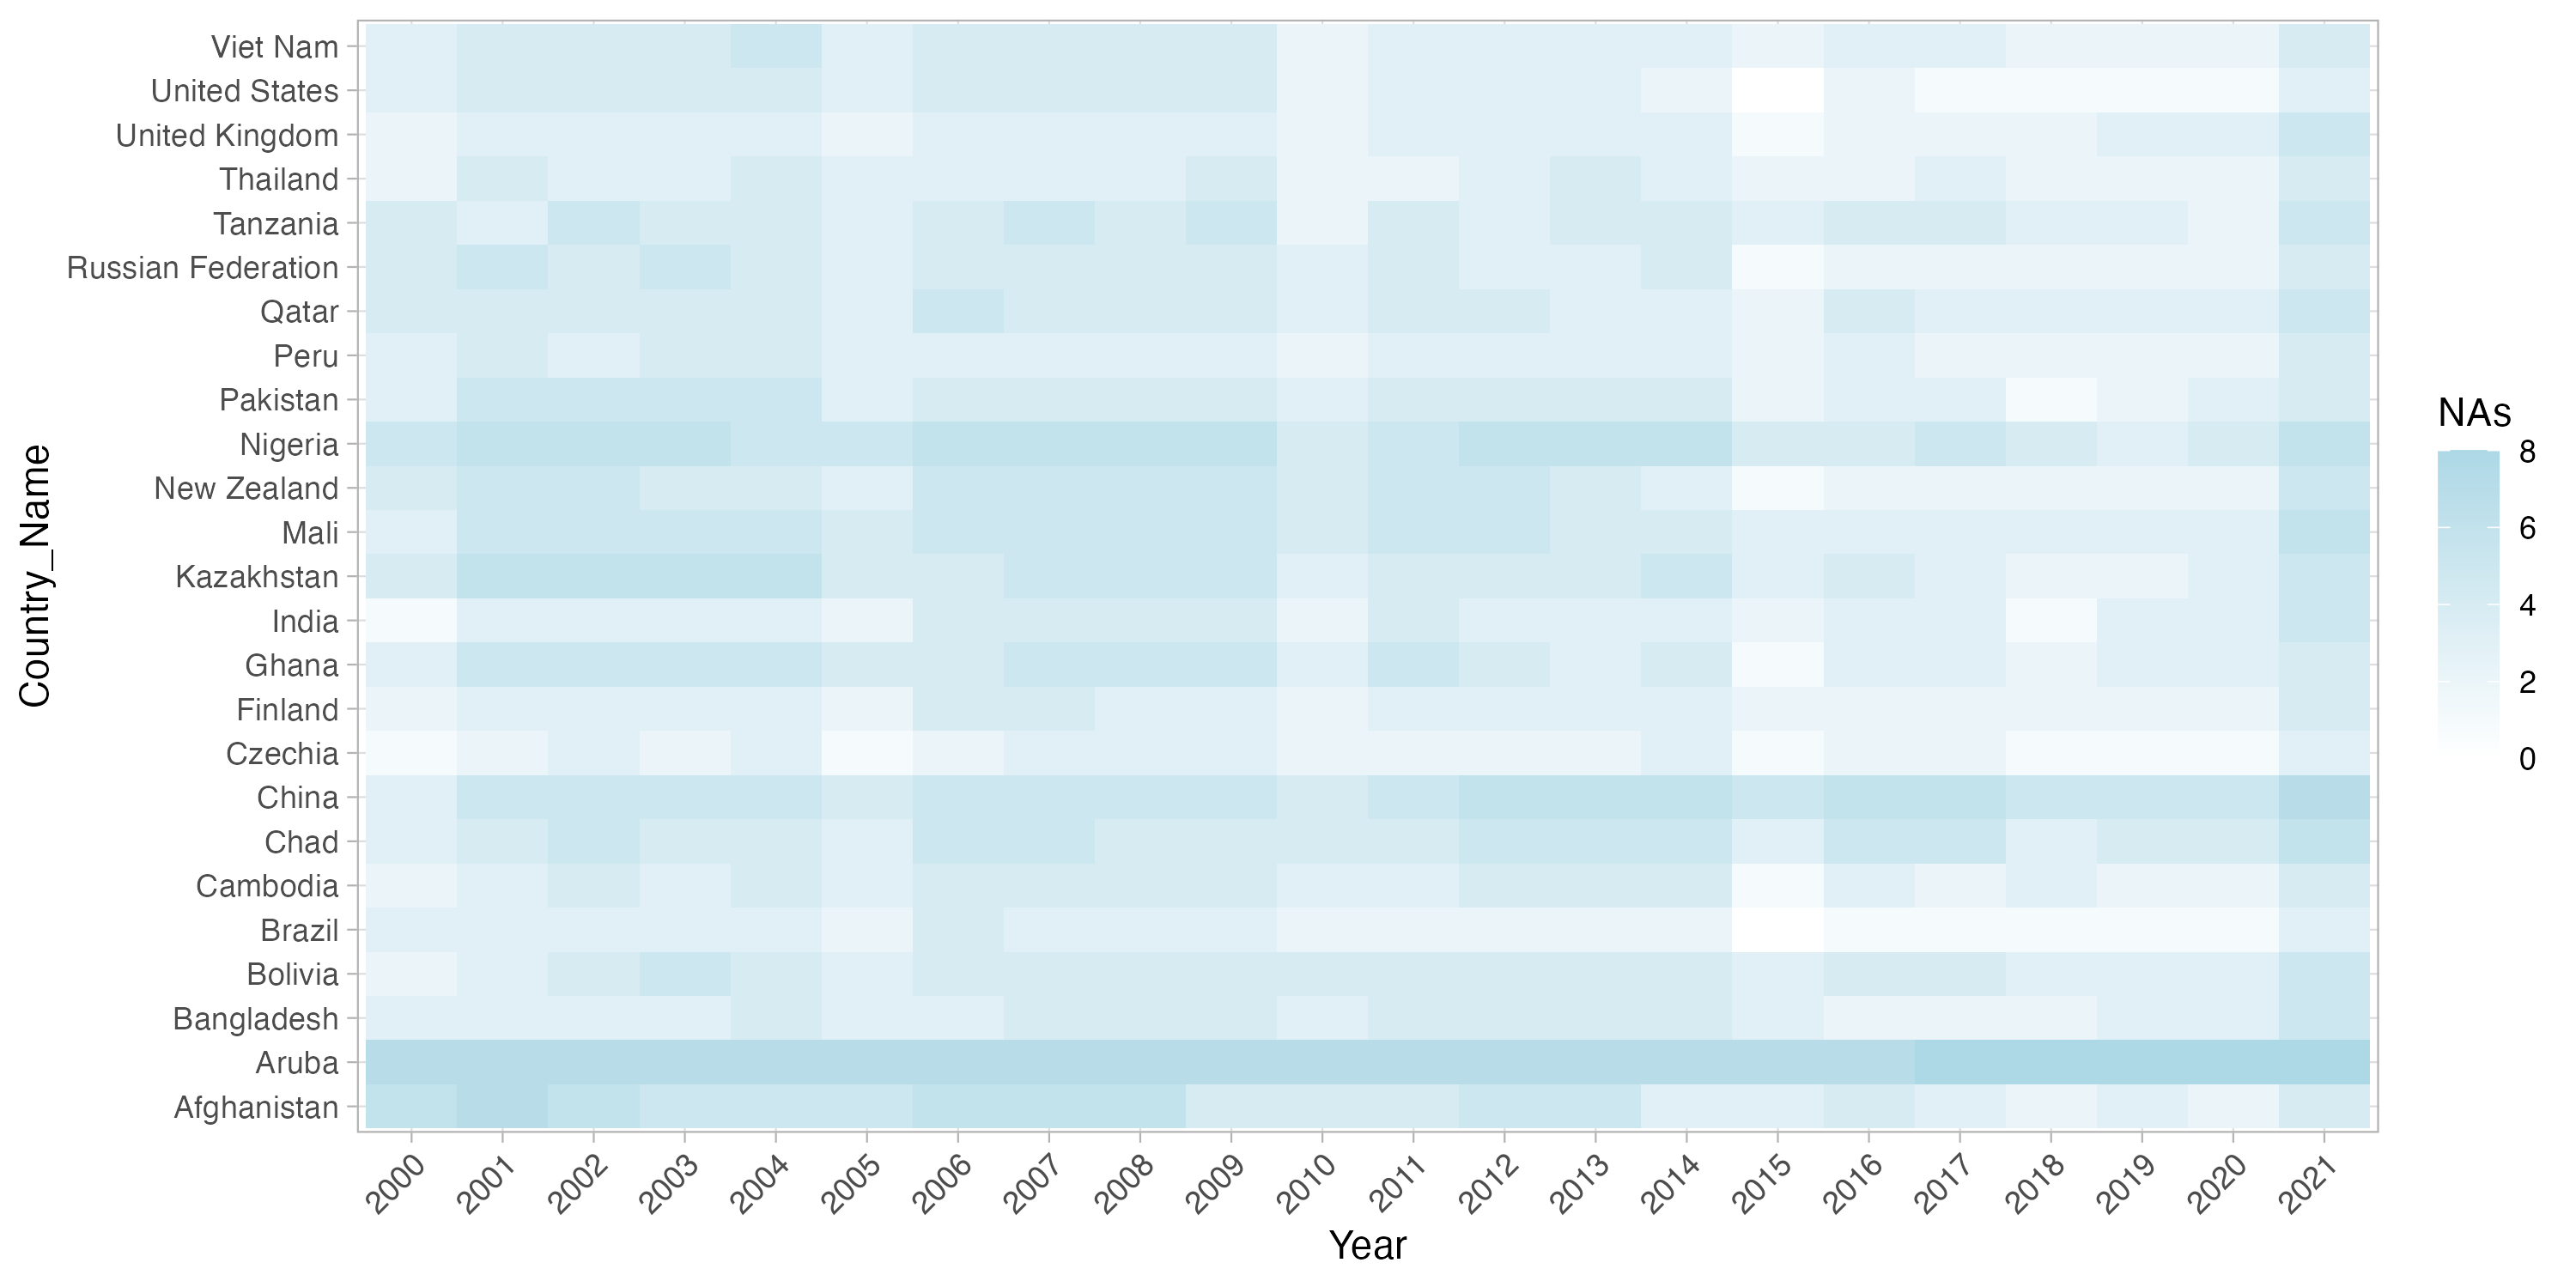 Country_Name
Viet Nam
United States
United Kingdom
Thailand
Tanzania
Russian Federation
Qatar
Peru
Pakistan
Nigeria
New Zealand
Mali
Kazakhstan
India
Ghana
Finland
Czechia
China
Chad
Cambodia
Brazil
Bolivia
Bangladesh
Aruba
Afghanistan
2000 2001 2002 2003 2004 2005 2006 2007 2008 2009 2010 2011 2012 2013 2014 2015 2016 2017 2018 2019 2020 2021
Year
NAs
8
6
4
2
0